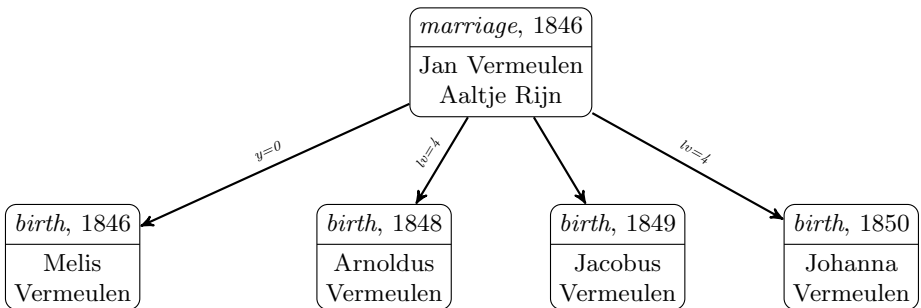 marriage, 1846
Jan Vermeulen
Aaltje Rijn
y=0
lv=4
lv=4
birth, 1846
Melis
Vermeulen
birth, 1848
Arnoldus
Vermeulen
birth, 1849
Jacobus
Vermeulen
birth, 1850
Johanna
Vermeulen